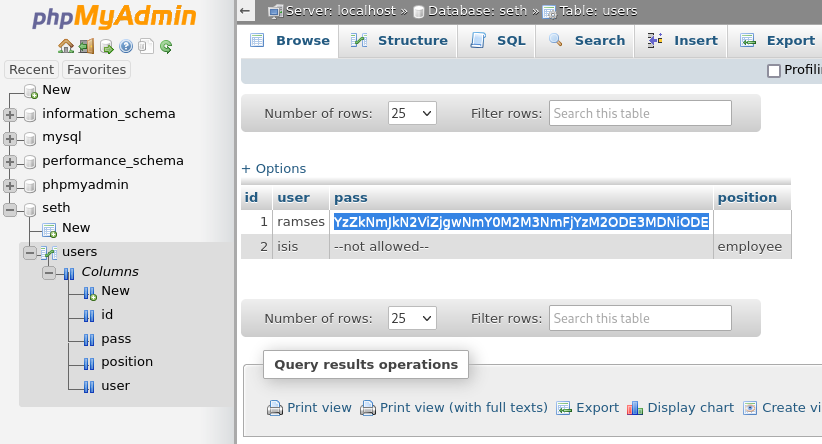 phpMyAdmin
Recent Favorites
New
information_schema
mysql
performance_schema
phpmyadmin
seth
New
users
Columns
New
id
pass
position
user
Server: localhost » Database: seth » Table: users
Browse Structure SQL Search Insert Export
Profilin
Number of rows: 25 Filter rows: Search this table
+ Options
id user pass position
1 ramses YzZkNmJkN2ViZjgwNmY0M2M3NmFjYzM2ODE3MDNiODE
2 isis --not allowed-- employee
Number of rows: 25 Filter rows: Search this table
Query results operations
Print view Print view (with full texts) Export Display chart Create vi